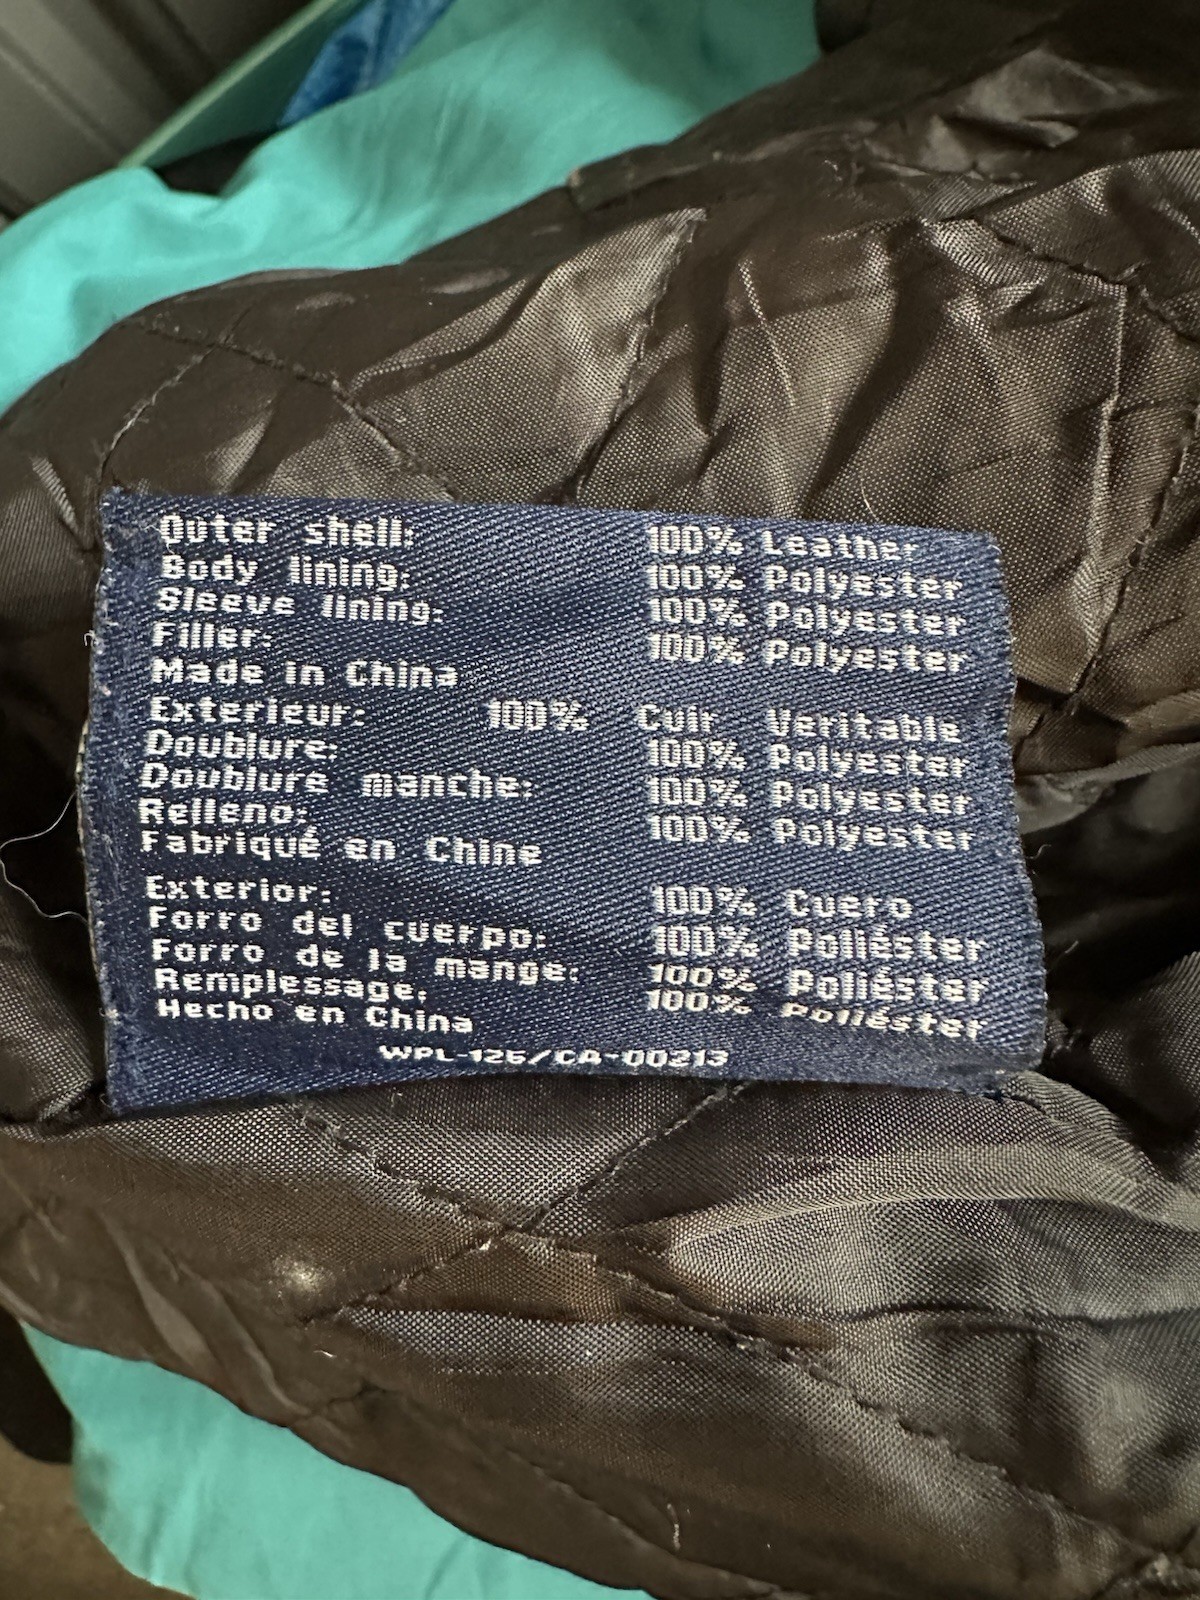 Outer shell: 100% Leather
Body lining: 100% Polyester
Sleeve lining: 100% Polyester
Filler: 100% Polyester
Made in China
Exterieur: 100% Cuir Veritable
Doublure: 100% Polyester
Doublure manche: 100% Polyester
Relleno: 100% Polyester
Fabriqué en Chine
Exterior: 100% Cuero
Forro del cuerpo: 100% Poliéster
Forro de la mange: 100% Poliéster
Remplessage: 100% Poliéster
Hecho en China
WPL-126/CA-00213